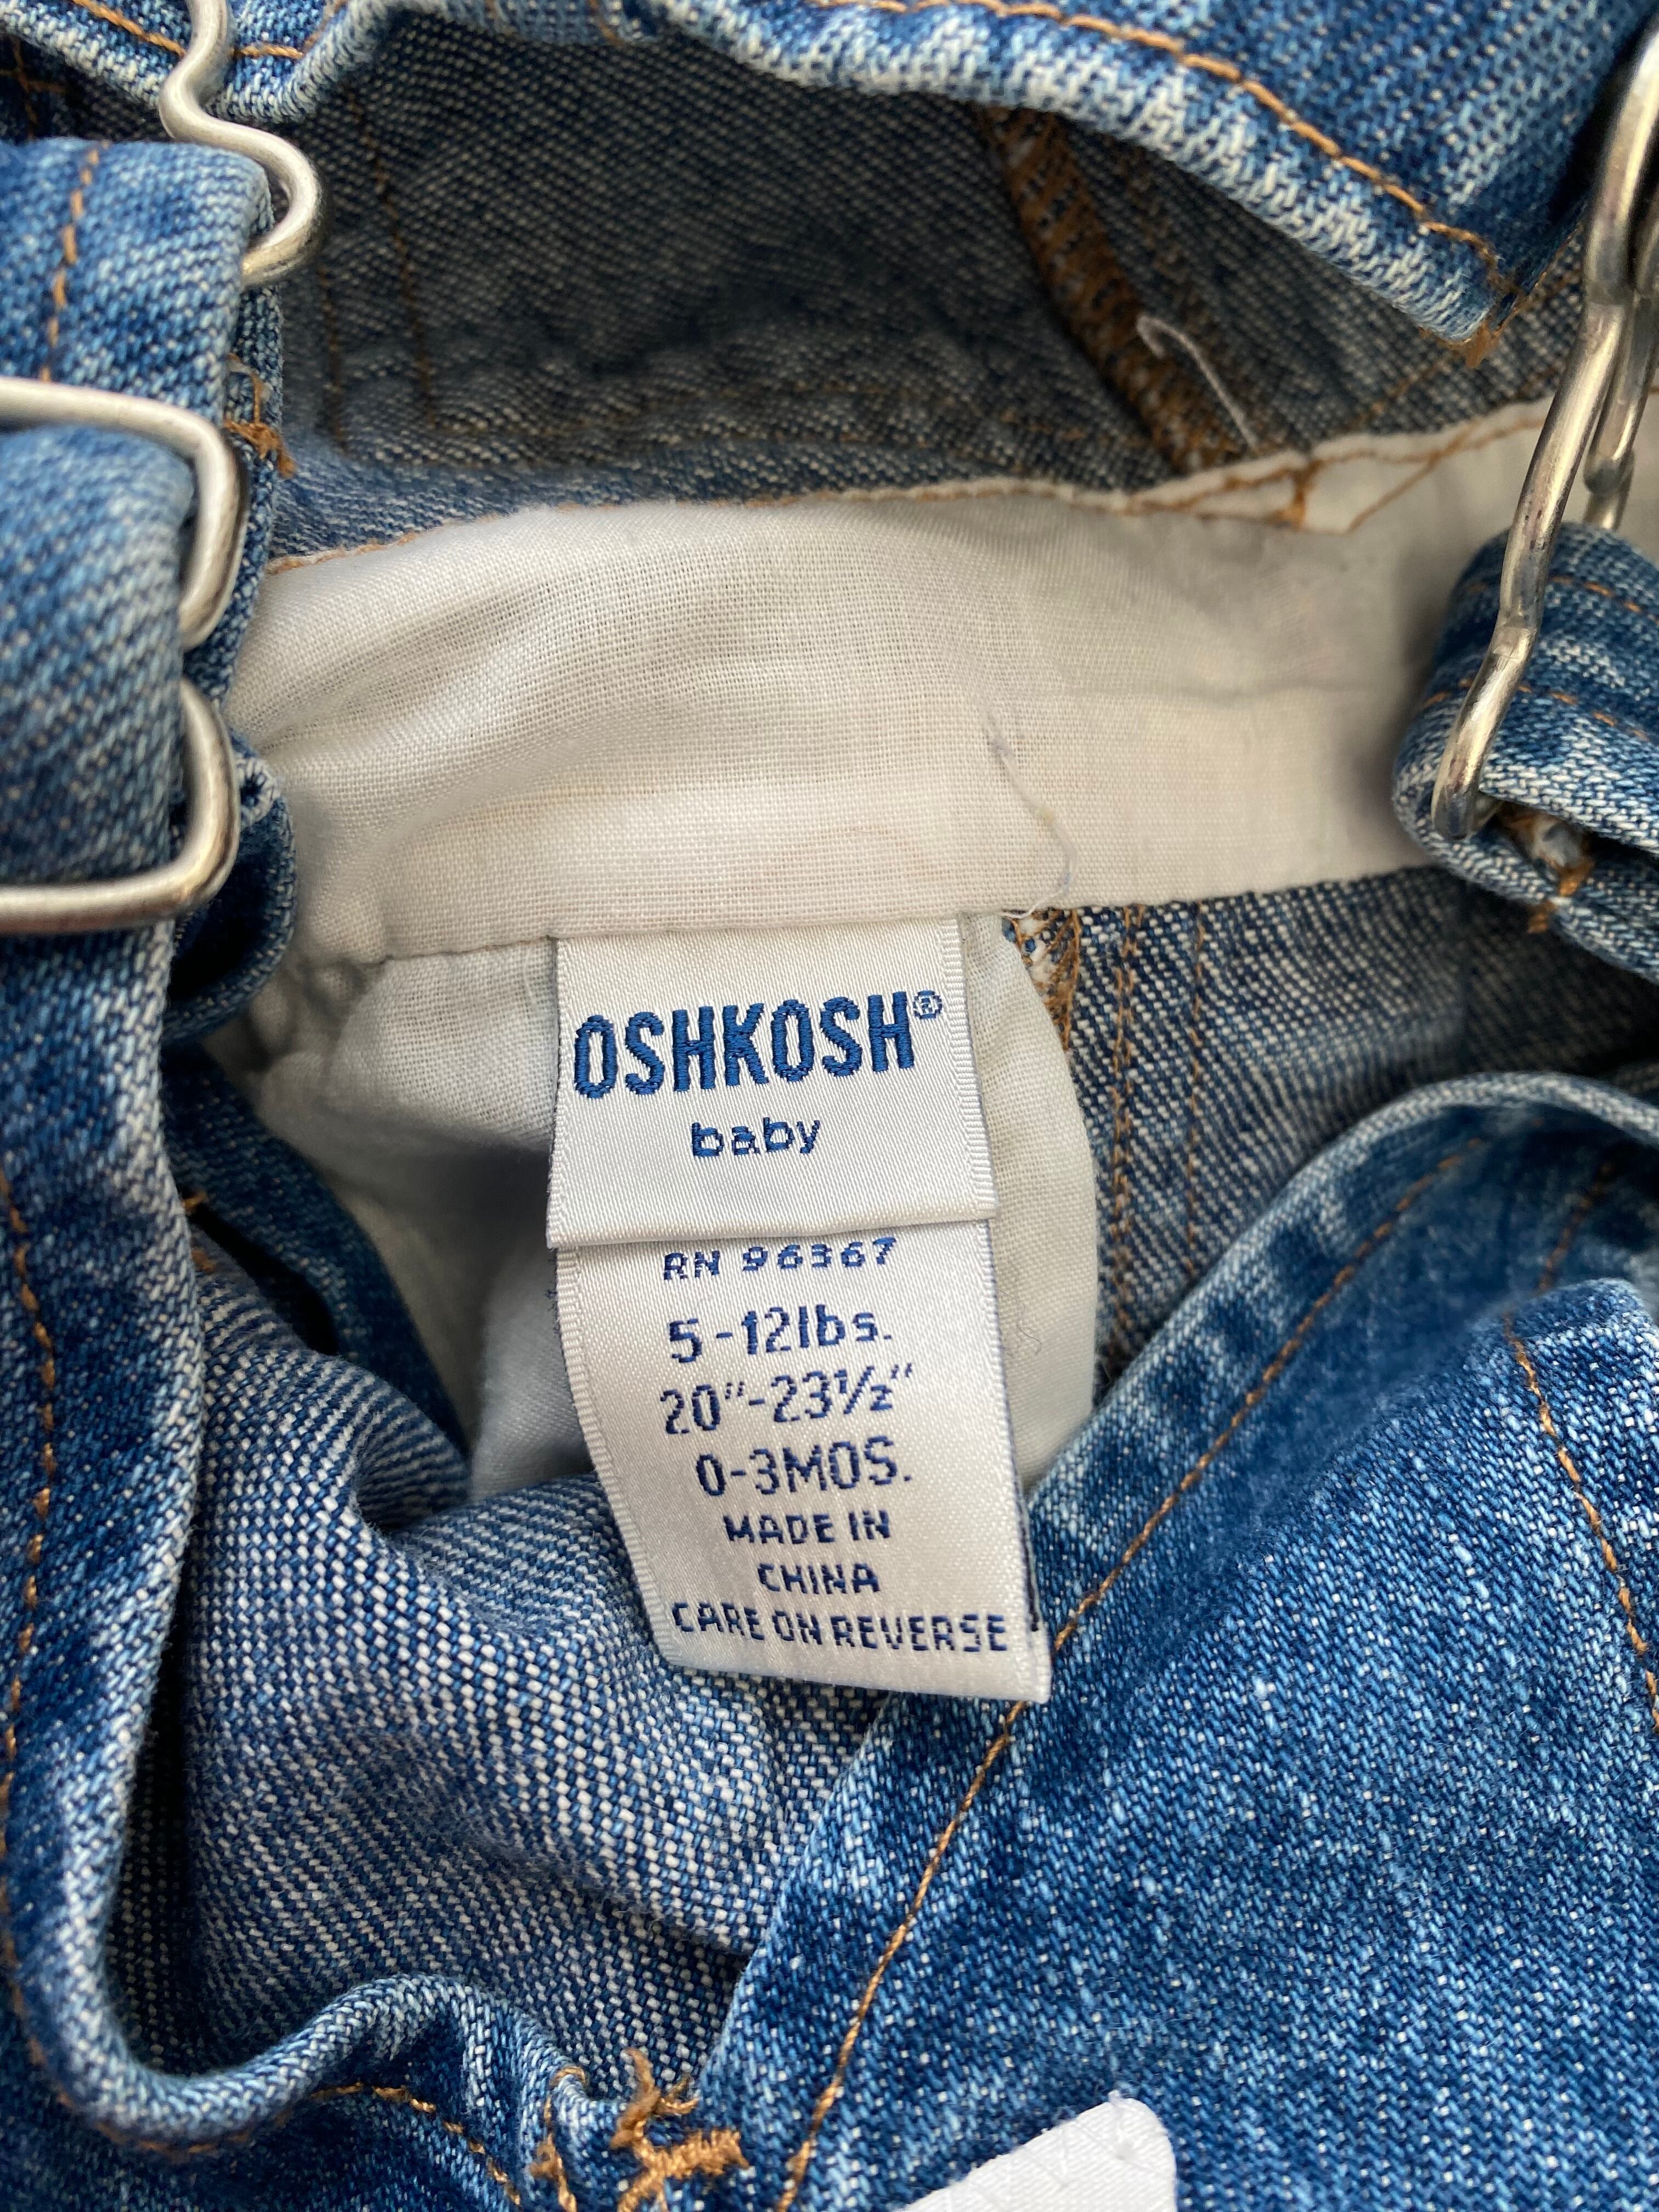 OSHKOSH®
baby
RN 96367
5-12lbs.
20"-23½"
0-3MOS.
MADE IN
CHINA
CARE ON REVERSE